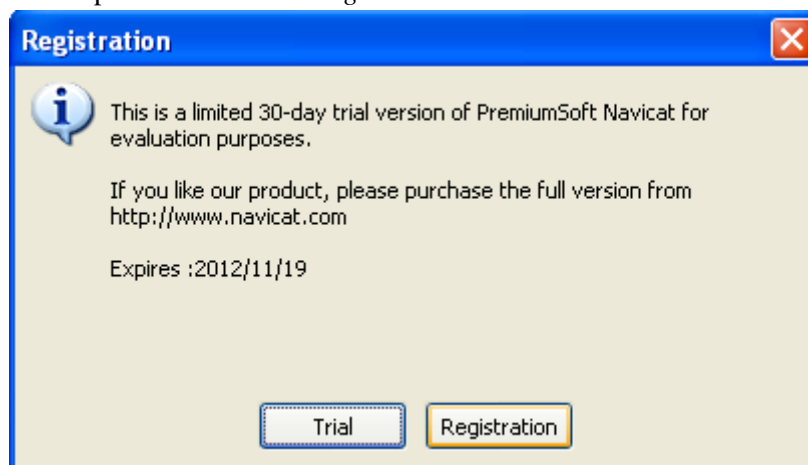 Registration
This is a limited 30-day trial version of PremiumSoft Navicat for
evaluation purposes.
If you like our product, please purchase the full version from
http://www.navicat.com
Expires :2012/11/19
Trial
Registration